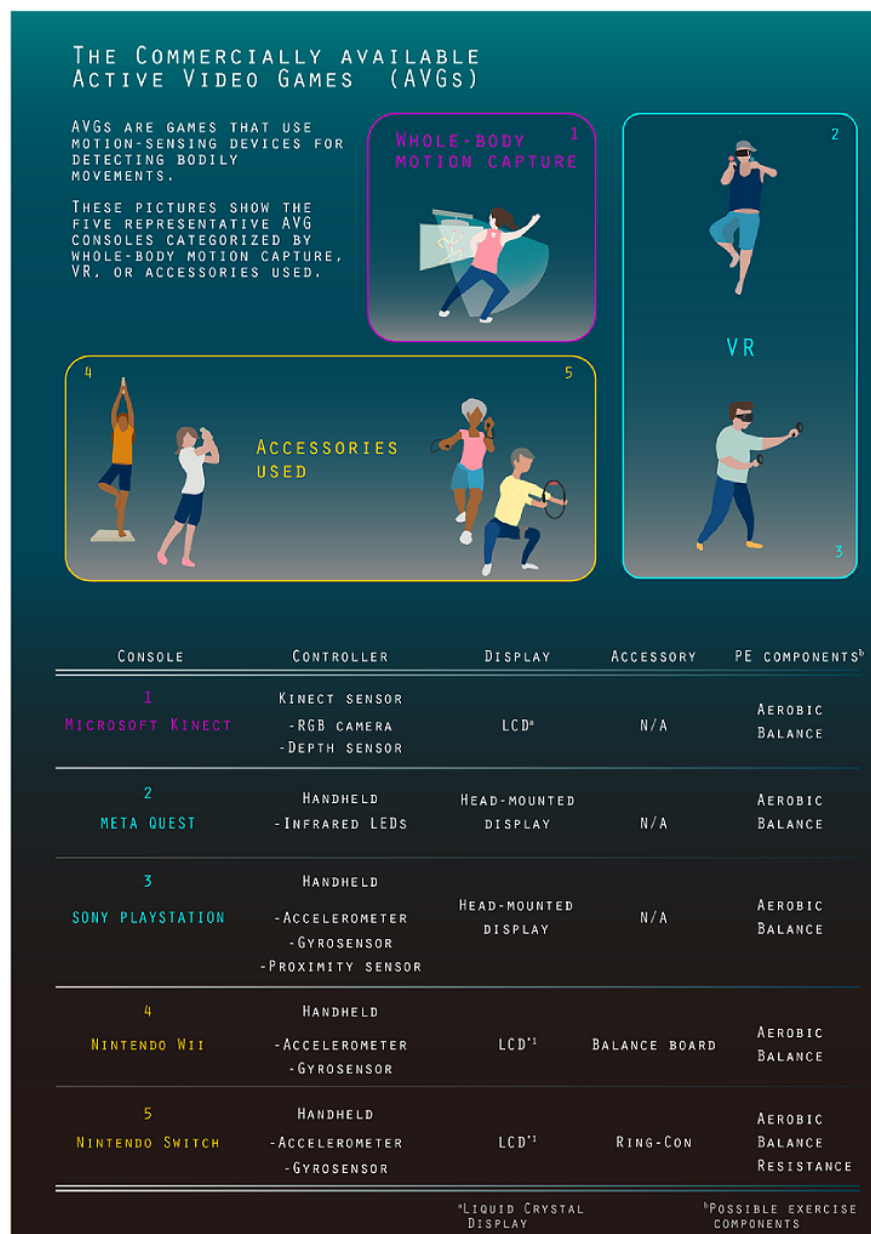 The Commercially available
Active Video Games (AVGs)
AVGs are games that use
motion-sensing devices for
detecting bodily
movements.
These pictures show the
five representative AVG
consoles categorized by
whole-body motion capture,
VR, or accessories used.
Whole-body 1
motion capture
2
VR
3
4
5
Accessories
used
Console Controller Display Accessory PE componentsᵇ
1
Microsoft Kinect
Kinect sensor
-RGB camera
-Depth sensor
LCDᵃ
N/A
Aerobic
Balance
2
META QUEST
Handheld
-Infrared LEDs
Head-mounted
display
N/A
Aerobic
Balance
3
SONY PLAYSTATION
Handheld
-Accelerometer
-Gyrosensor
-Proximity sensor
Head-mounted
display
N/A
Aerobic
Balance
4
Nintendo Wii
Handheld
-Accelerometer
-Gyrosensor
LCD*¹
Balance board
Aerobic
Balance
5
Nintendo Switch
Handheld
-Accelerometer
-Gyrosensor
LCD*¹
Ring-Con
Aerobic
Balance
Resistance
ᵃLiquid Crystal
Display
ᵇPossible exercise
components